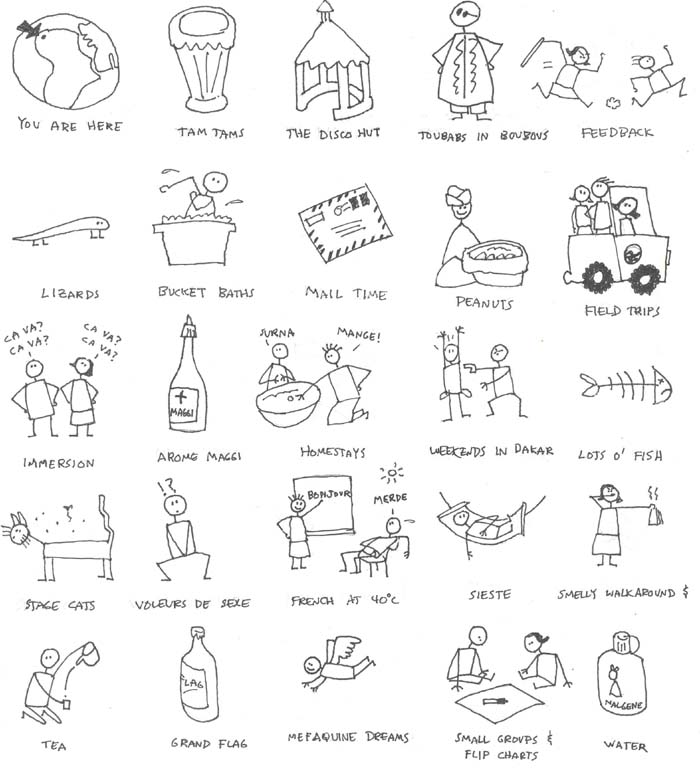 YOU ARE HERE
TAM TAMS
THE DISCO HUT
TOUBABS IN BOUBOUS
FEEDBACK
LIZARDS
BUCKET BATHS
MAIL TIME
PEANUTS
FIELD TRIPS
CA VA?
CA VA?
CA VA?
CA VA?
IMMERSION
MAGGI
AROME MAGGI
JURNA
MANGE!
HOMESTAYS
WEEKENDS IN DAKAR
LOTS O' FISH
STAGE CATS
!?
VOLEURS DE SEXE
BONJOUR
MERDE
FRENCH AT 40°C
SIESTE
SMELLY WALKAROUND &
TEA
FLAG
GRAND FLAG
MEFAQUINE DREAMS
SMALL GROUPS &
FLIP CHARTS
MALGENE
WATER